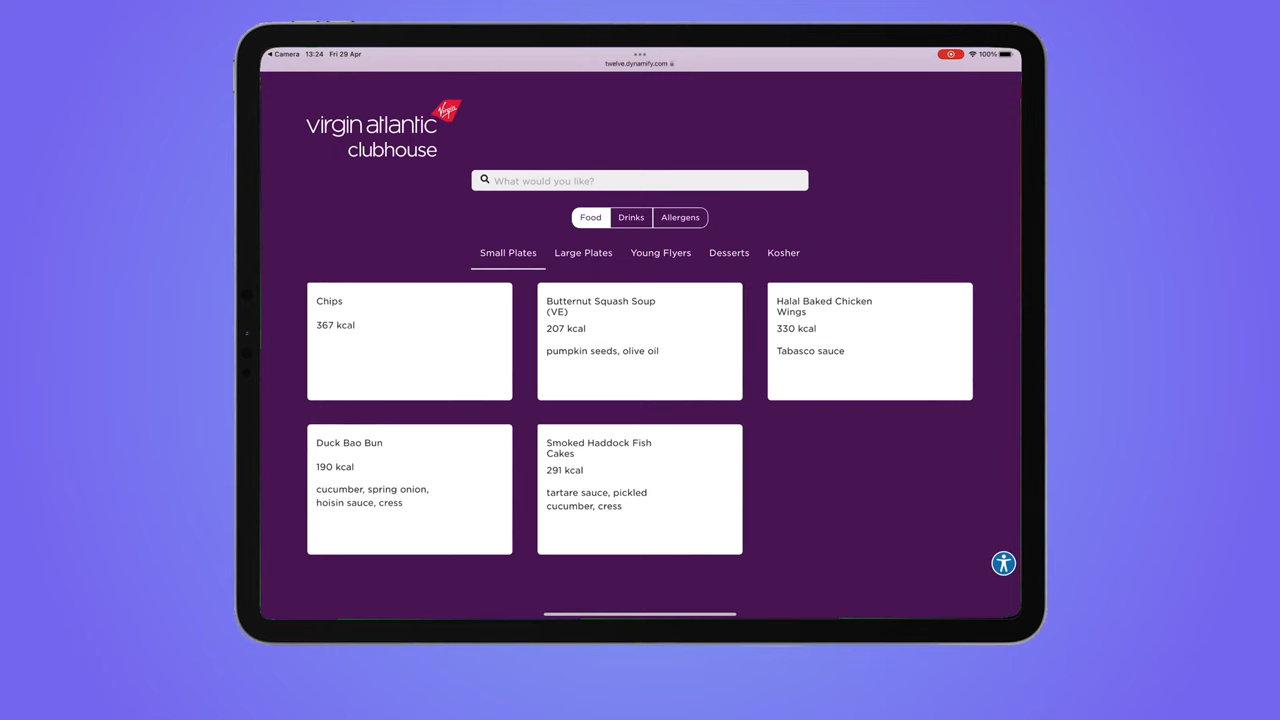 Camera 13:24 Fri 29 Apr
100%
twelve.dynamify.com
virgin atlantic
Virgin
clubhouse
What would you like?
Food Drinks Allergens
Small Plates Large Plates Young Flyers Desserts Kosher
Chips
367 kcal
Butternut Squash Soup
(VE)
207 kcal
pumpkin seeds, olive oil
Halal Baked Chicken
Wings
330 kcal
Tabasco sauce
Duck Bao Bun
190 kcal
cucumber, spring onion,
hoisin sauce, cress
Smoked Haddock Fish
Cakes
291 kcal
tartare sauce, pickled
cucumber, cress